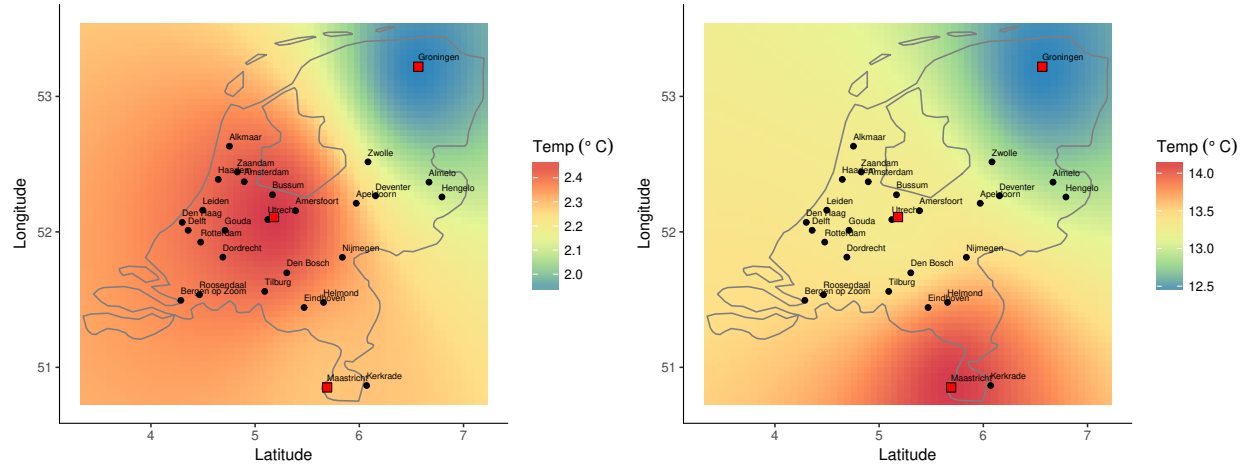 Groningen
Alkmaar
Zaandam
Haarlem
Amsterdam
Zwolle
Almelo
Hengelo
Deventer
Apeldoorn
Bussum
Amersfoort
Leiden
Utrecht
Den Haag
Delft
Gouda
Rotterdam
Dordrecht
Nijmegen
Den Bosch
Tilburg
Roosendaal
Bergen op Zoom
Eindhoven
Helmond
Maastricht
Kerkrade
53
52
51
4 5 6 7
Latitude
Longitude
Temp (° C)
2.4
2.3
2.2
2.1
2.0
Groningen
Alkmaar
Zaandam
Haarlem
Amsterdam
Zwolle
Almelo
Hengelo
Deventer
Apeldoorn
Bussum
Amersfoort
Leiden
Utrecht
Den Haag
Delft
Gouda
Rotterdam
Dordrecht
Nijmegen
Den Bosch
Tilburg
Roosendaal
Bergen op Zoom
Eindhoven
Helmond
Maastricht
Kerkrade
53
52
51
4 5 6 7
Latitude
Longitude
Temp (° C)
14.0
13.5
13.0
12.5